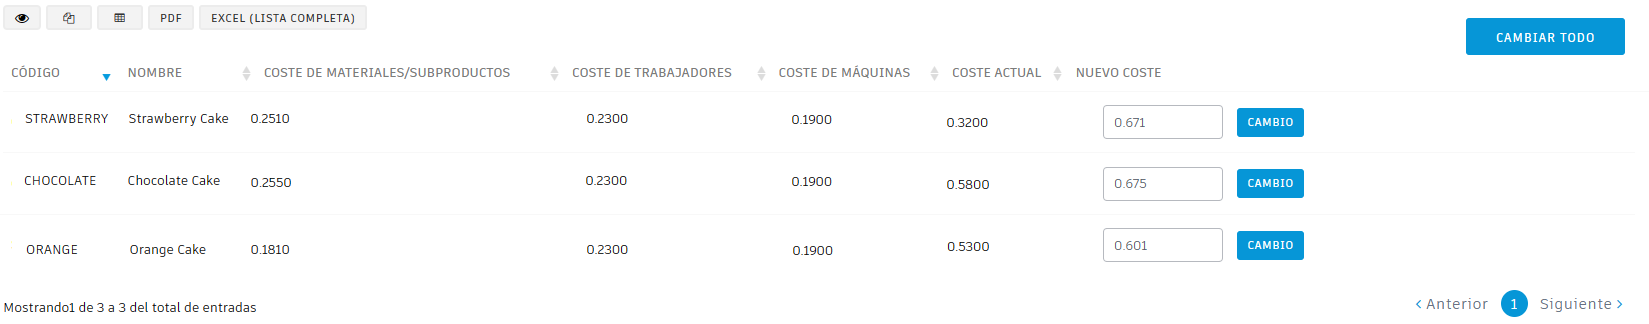 PDF EXCEL (LISTA COMPLETA)
CAMBIAR TODO
CÓDIGO NOMBRE COSTE DE MATERIALES/SUBPRODUCTOS COSTE DE TRABAJADORES COSTE DE MÁQUINAS COSTE ACTUAL NUEVO COSTE
STRAWBERRY Strawberry Cake 0.2510 0.2300 0.1900 0.3200 0.671 CAMBIO
CHOCOLATE Chocolate Cake 0.2550 0.2300 0.1900 0.5800 0.675 CAMBIO
ORANGE Orange Cake 0.1810 0.2300 0.1900 0.5300 0.601 CAMBIO
Mostrando1 de 3 a 3 del total de entradas
‹ Anterior 1 Siguiente ›